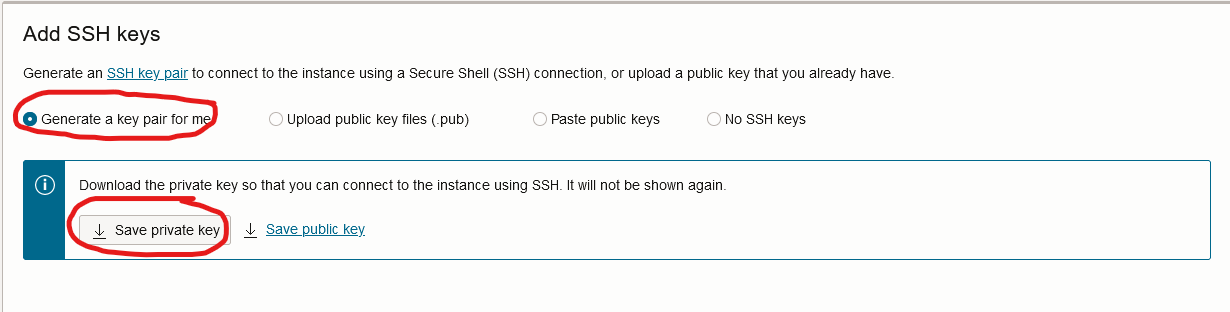 Add SSH keys
Generate an SSH key pair to connect to the instance using a Secure Shell (SSH) connection, or upload a public key that you already have.
Generate a key pair for me Upload public key files (.pub) Paste public keys No SSH keys
Download the private key so that you can connect to the instance using SSH. It will not be shown again.
Save private key Save public key